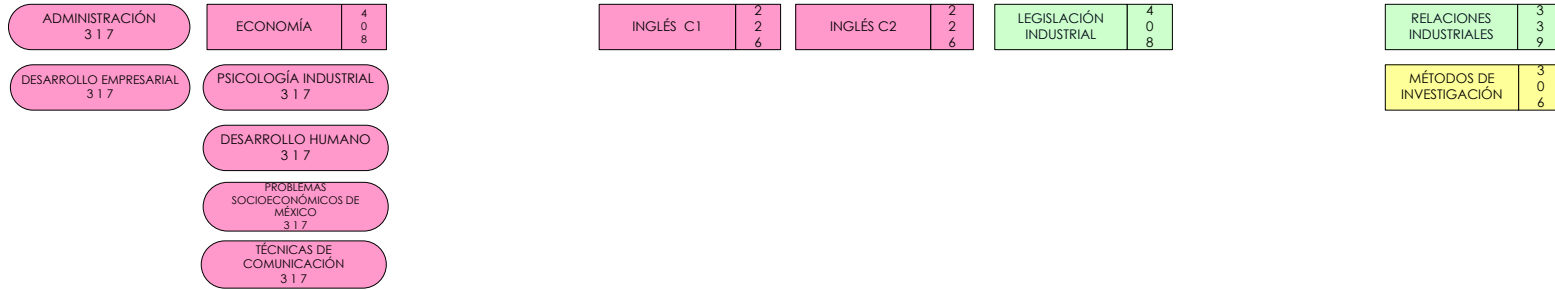 ADMINISTRACIÓN
3 1 7
ECONOMÍA
4
0
8
INGLÉS C1
2
2
6
INGLÉS C2
2
2
6
LEGISLACIÓN
INDUSTRIAL
4
0
8
RELACIONES
INDUSTRIALES
3
3
9
DESARROLLO EMPRESARIAL
3 1 7
PSICOLOGÍA INDUSTRIAL
3 1 7
MÉTODOS DE
INVESTIGACIÓN
3
0
6
DESARROLLO HUMANO
3 1 7
PROBLEMAS
SOCIOECONÓMICOS DE
MÉXICO
3 1 7
TÉCNICAS DE
COMUNICACIÓN
3 1 7